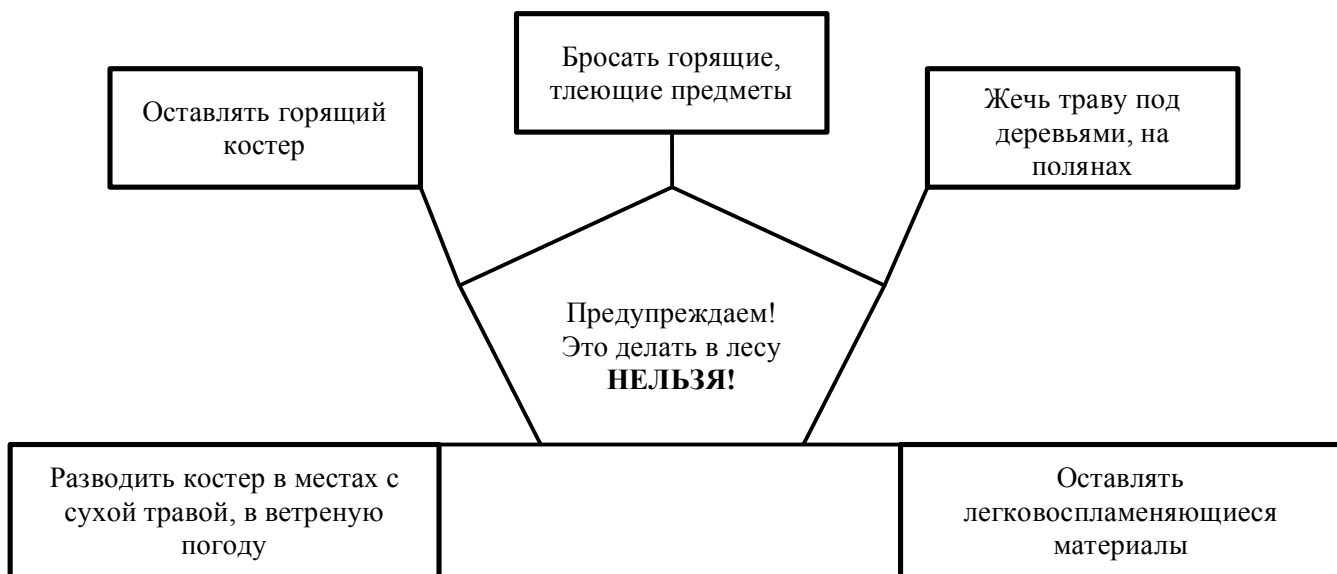 Бросать горящие,
тлеющие предметы
Оставлять горящий
костер
Жечь траву под
деревьями, на
полянах
Предупреждаем!
Это делать в лесу
НЕЛЬЗЯ!
Разводить костер в местах с
сухой травой, в ветреную
погоду
Оставлять
легковоспламеняющиеся
материалы